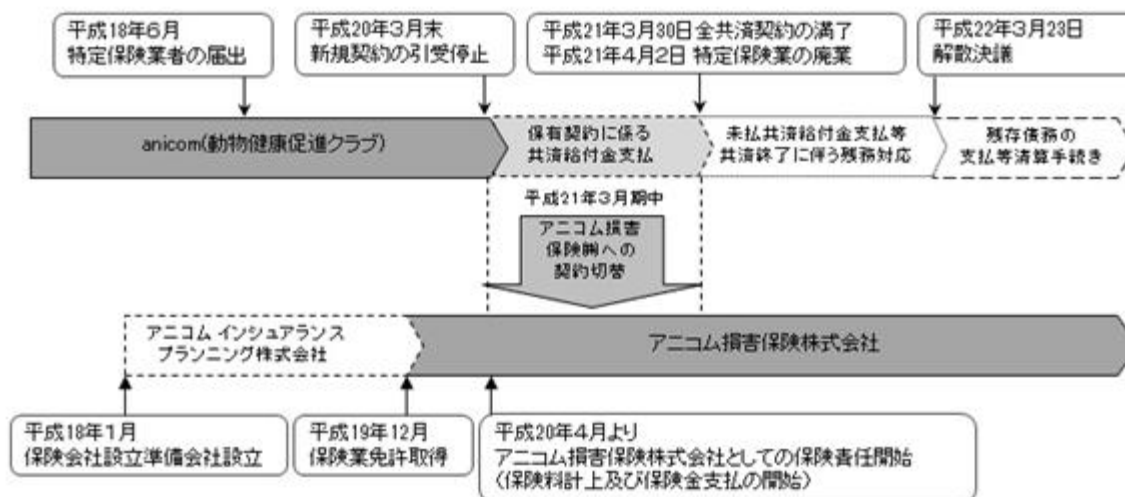 平成18年6月
特定保険業者の届出
平成20年3月末
新規契約の引受停止
平成21年3月30日全共済契約の満了
平成21年4月2日 特定保険業の廃業
平成22年3月23日
解散決議
anicom(動物健康促進クラブ)
保有契約に係る
共済給付金支払
未払共済給付金支払等
共済終了に伴う残務対応
残存債務の
支払等清算手続き
平成21年3月期中
アニコム損害
保険㈱への
契約切替
アニコム インシュアランス
プランニング株式会社
アニコム損害保険株式会社
平成18年1月
保険会社設立準備会社設立
平成19年12月
保険業免許取得
平成20年4月より
アニコム損害保険株式会社としての保険責任開始
(保険料計上及び保険金支払の開始)